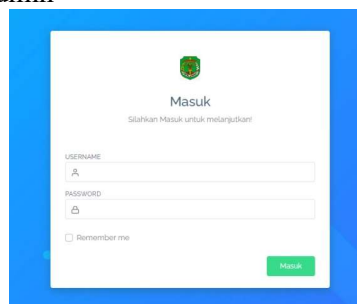 Masuk
Silahkan Masuk untuk melanjutkan
USERNAME
PASSWORD
Remember me
Masuk